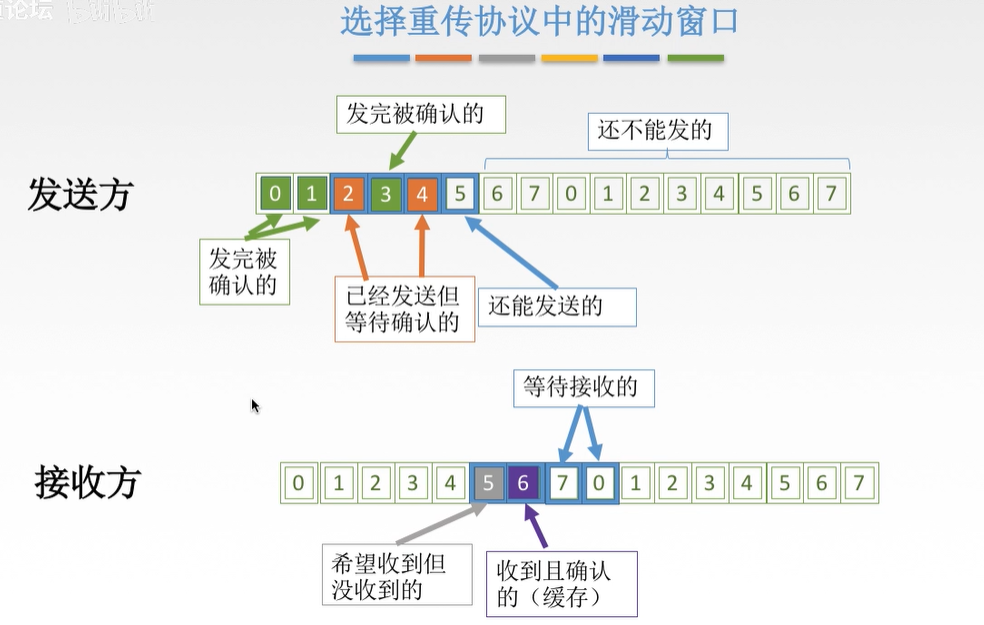 论坛
选择重传协议中的滑动窗口
发完被确认的
还不能发的
发送方
0 1 2 3 4 5 6 7 0 1 2 3 4 5 6 7
发完被
确认的
已经发送但
等待确认的
还能发送的
等待接收的
接收方
0 1 2 3 4 5 6 7 0 1 2 3 4 5 6 7
希望收到但
没收到的
收到且确认
的（缓存）